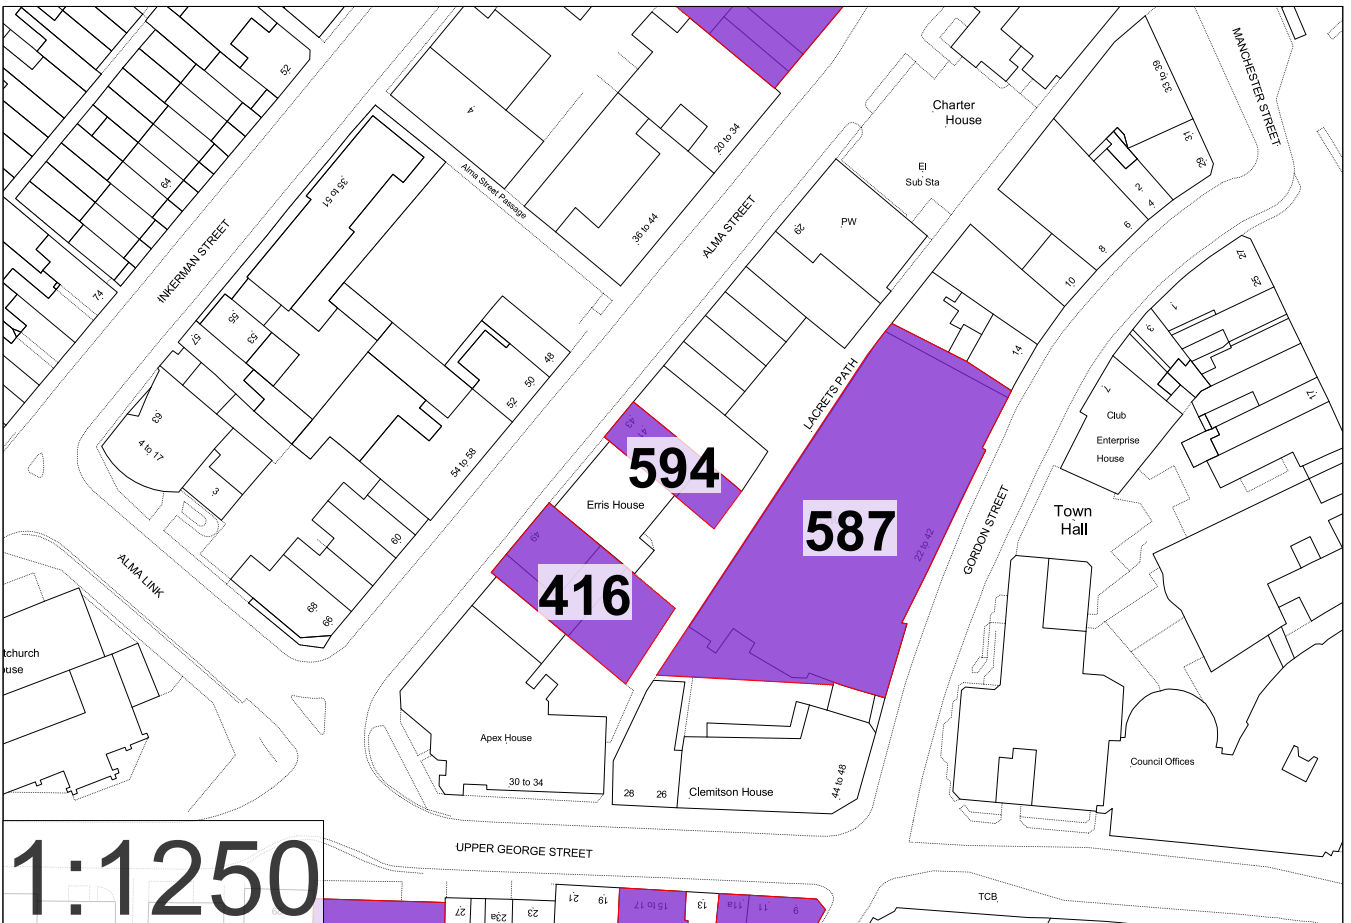 52
64
74
INKERMAN STREET
4
Alma Street Passage
35 to 51
20 to 34
36 to 44
ALMA STREET
Charter
House
El
Sub Sta
PW
29
MANCHESTER STREET
33 to 39
31
29
2
4
6
8
10
14
27
25
1
3
7
17
Club
Enterprise
House
55
53
57
63
4 to 17
3
48
50
52
54 to 58
60
68
66
LACRETS PATH
43
41
594
Erris House
49
416
587
22 to 42
GORDON STREET
Town
Hall
ALMA LINK
tchurch
ouse
Apex House
30 to 34
28
26
Clemitson House
44 to 48
Council Offices
UPPER GEORGE STREET
1:1250
27
23a
23
21
19
15 to 17
13
11a
11
9
TCB